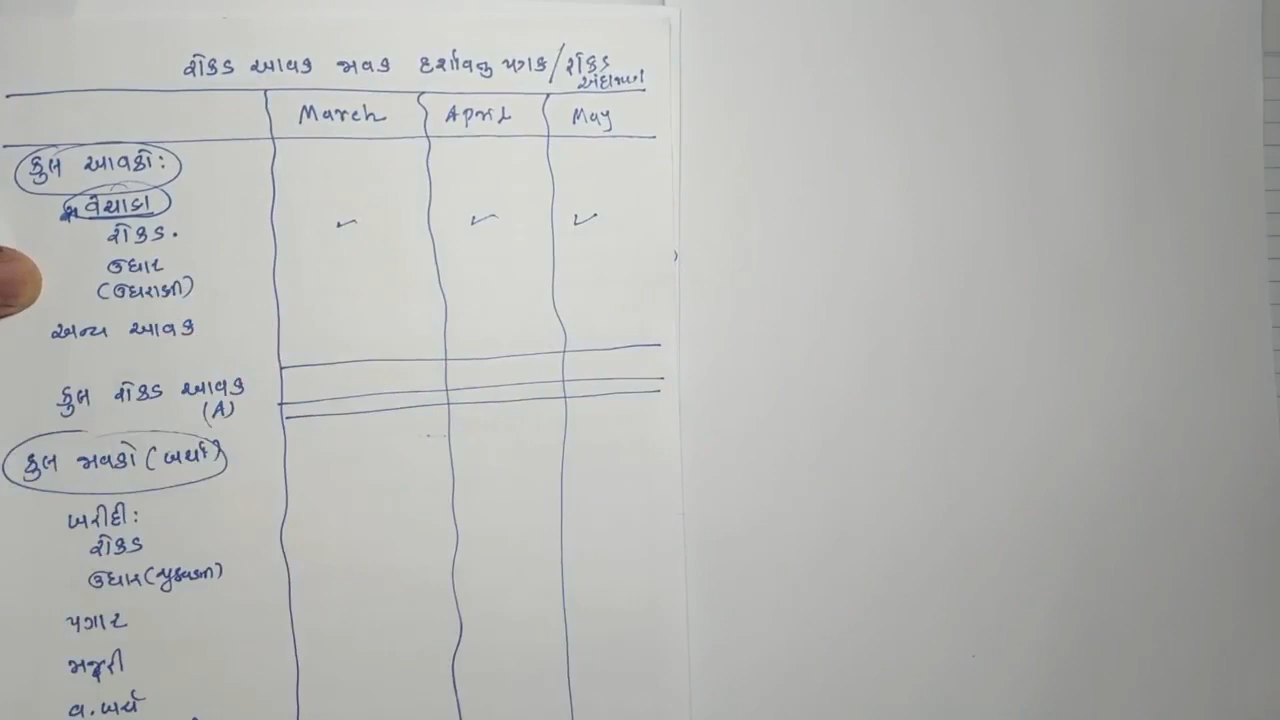 રોકડ આવક જાવક દર્શાવતુ પત્રક / રોકડ
અંદાજપત્ર
March April May
કુલ આવકો:
વેચાણ
રોકડ.
ઉધાર
(ઉઘરાણી)
અન્ય આવક
કુલ રોકડ આવક
(A)
કુલ જાવકો (ખર્ચ)
ખરીદી:
રોકડ
ઉધાર (ચુકવણી)
પગાર
મજૂરી
વ. ખર્ચ